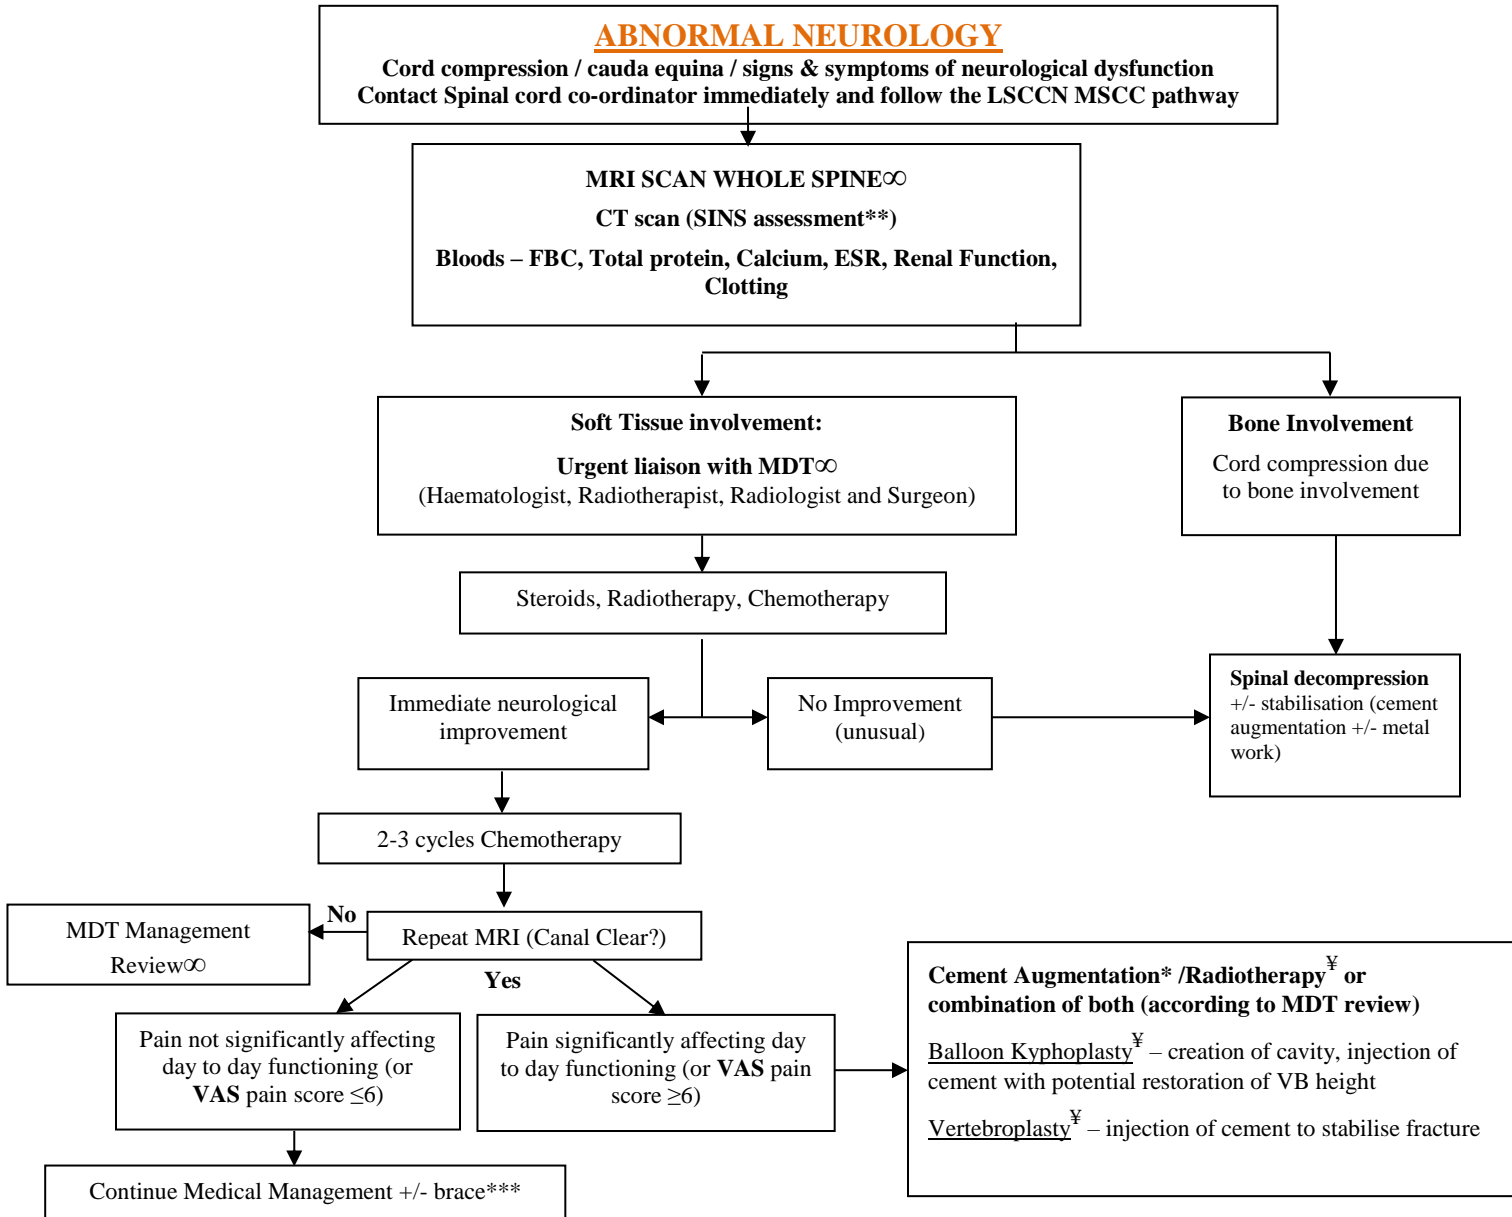 ABNORMAL NEUROLOGY
Cord compression / cauda equina / signs & symptoms of neurological dysfunction
Contact Spinal cord co-ordinator immediately and follow the LSCCN MSCC pathway
MRI SCAN WHOLE SPINE∞
CT scan (SINS assessment**)
Bloods – FBC, Total protein, Calcium, ESR, Renal Function,
Clotting
Soft Tissue involvement:
Urgent liaison with MDT∞
(Haematologist, Radiotherapist, Radiologist and Surgeon)
Bone Involvement
Cord compression due
to bone involvement
Steroids, Radiotherapy, Chemotherapy
Immediate neurological
improvement
No Improvement
(unusual)
Spinal decompression
+/- stabilisation (cement
augmentation +/- metal
work)
2-3 cycles Chemotherapy
MDT Management
Review∞
No
Repeat MRI (Canal Clear?)
Yes
Pain not significantly affecting
day to day functioning (or
VAS pain score ≤6)
Pain significantly affecting day
to day functioning (or VAS pain
score ≥6)
Cement Augmentation* /Radiotherapy¥ or
combination of both (according to MDT review)
Balloon Kyphoplasty¥ – creation of cavity, injection of
cement with potential restoration of VB height
Vertebroplasty¥ – injection of cement to stabilise fracture
Continue Medical Management +/- brace***